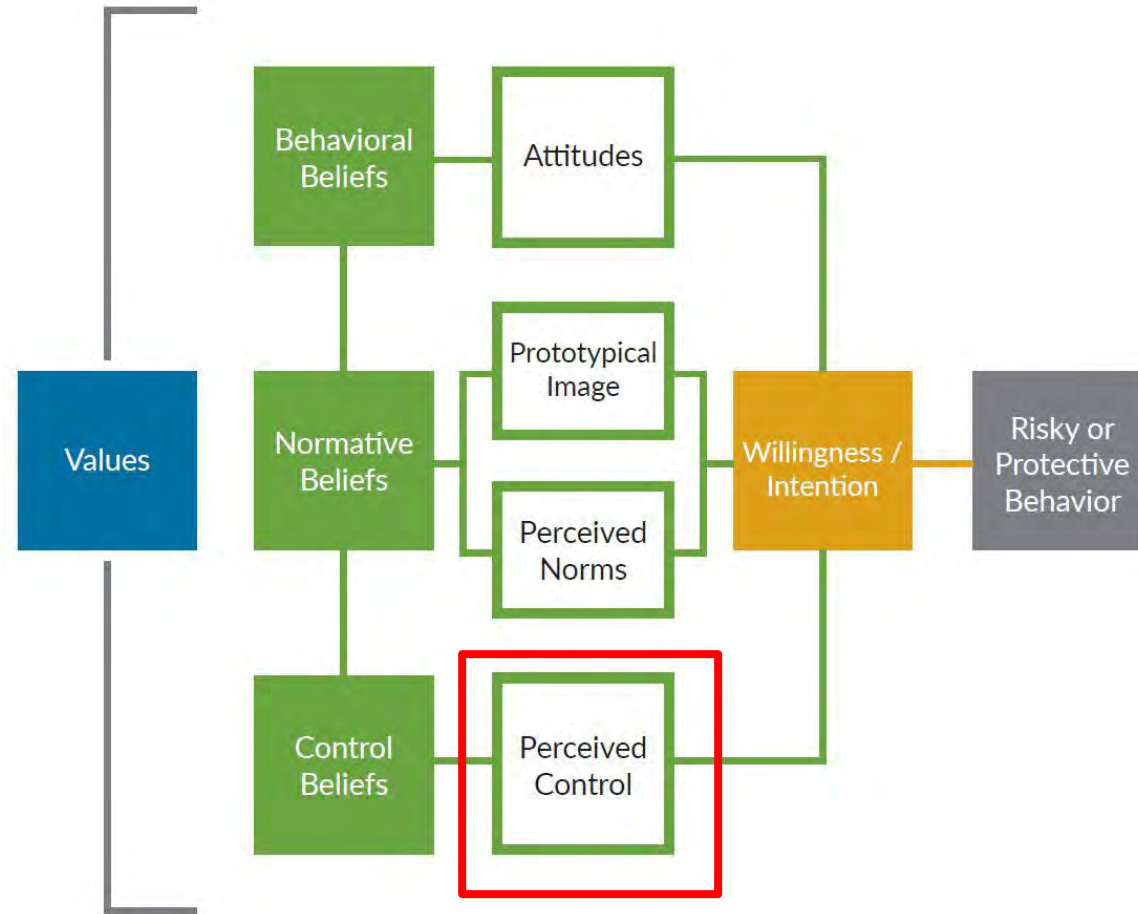 Behavioral
Beliefs
Attitudes
Prototypical
Image
Values
Normative
Beliefs
Willingness /
Intention
Risky or
Protective
Behavior
Perceived
Norms
Control
Beliefs
Perceived
Control